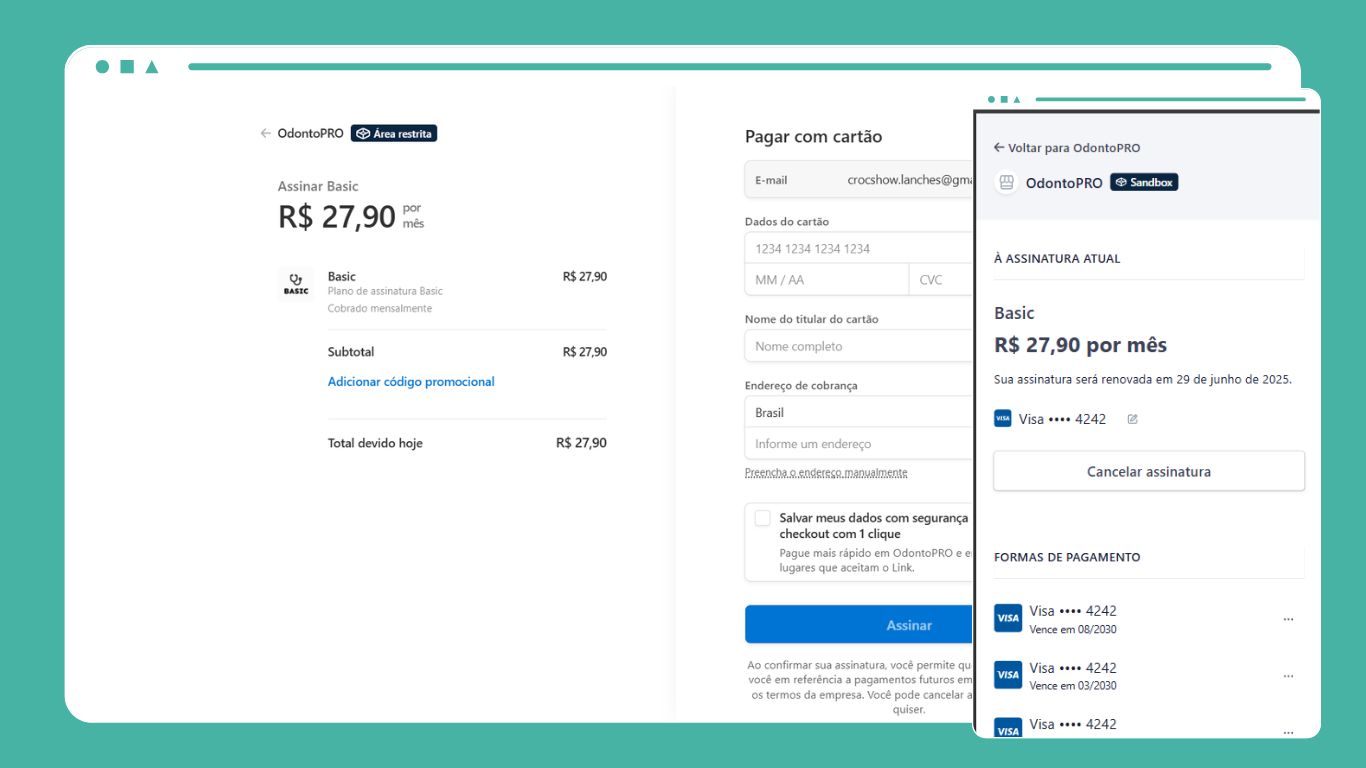 OdontoPRO Área restrita
Assinar Basic
R$ 27,90 por
mês
BASIC
Basic R$ 27,90
Plano de assinatura Basic
Cobrado mensalmente
Subtotal R$ 27,90
Adicionar código promocional
Total devido hoje R$ 27,90
Pagar com cartão
E-mail crocshow.lanches@gma
Dados do cartão
1234 1234 1234 1234
MM / AA CVC
Nome do titular do cartão
Nome completo
Endereço de cobrança
Brasil
Informe um endereço
Preencha o endereço manualmente
Salvar meus dados com segurança
checkout com 1 clique
Pague mais rápido em OdontoPRO e e
lugares que aceitam o Link.
Assinar
Ao confirmar sua assinatura, você permite qu
você em referência a pagamentos futuros em
os termos da empresa. Você pode cancelar a
quiser.
Voltar para OdontoPRO
OdontoPRO Sandbox
À ASSINATURA ATUAL
Basic
R$ 27,90 por mês
Sua assinatura será renovada em 29 de junho de 2025.
VISA Visa •••• 4242
Cancelar assinatura
FORMAS DE PAGAMENTO
VISA Visa •••• 4242
Vence em 08/2030
VISA Visa •••• 4242
Vence em 03/2030
VISA Visa •••• 4242